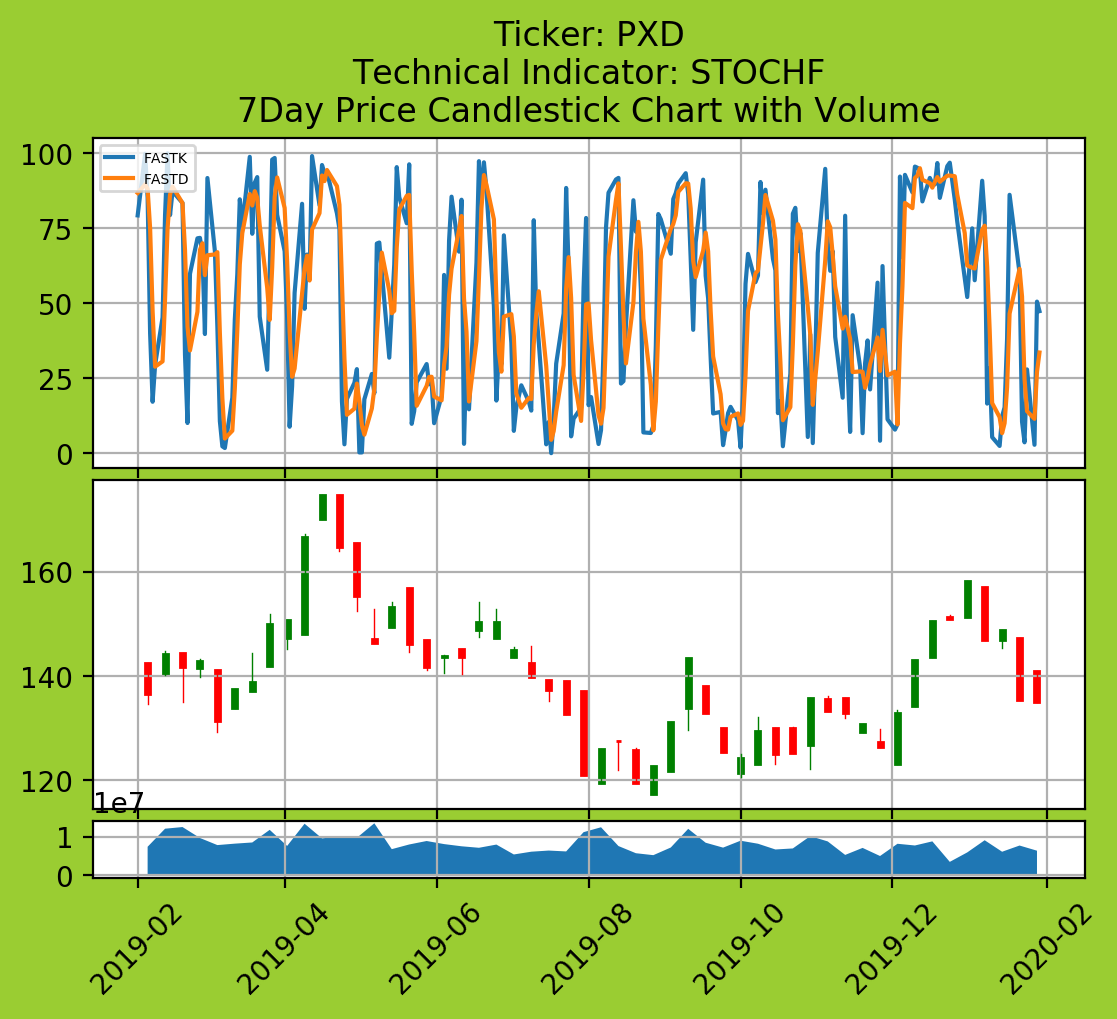 Ticker: PXD
Technical Indicator: STOCHF
7Day Price Candlestick Chart with Volume
100
75
50
25
0
FASTK
FASTD
160
140
120
1e7
1
0
2019-02
2019-04
2019-06
2019-08
2019-10
2019-12
2020-02